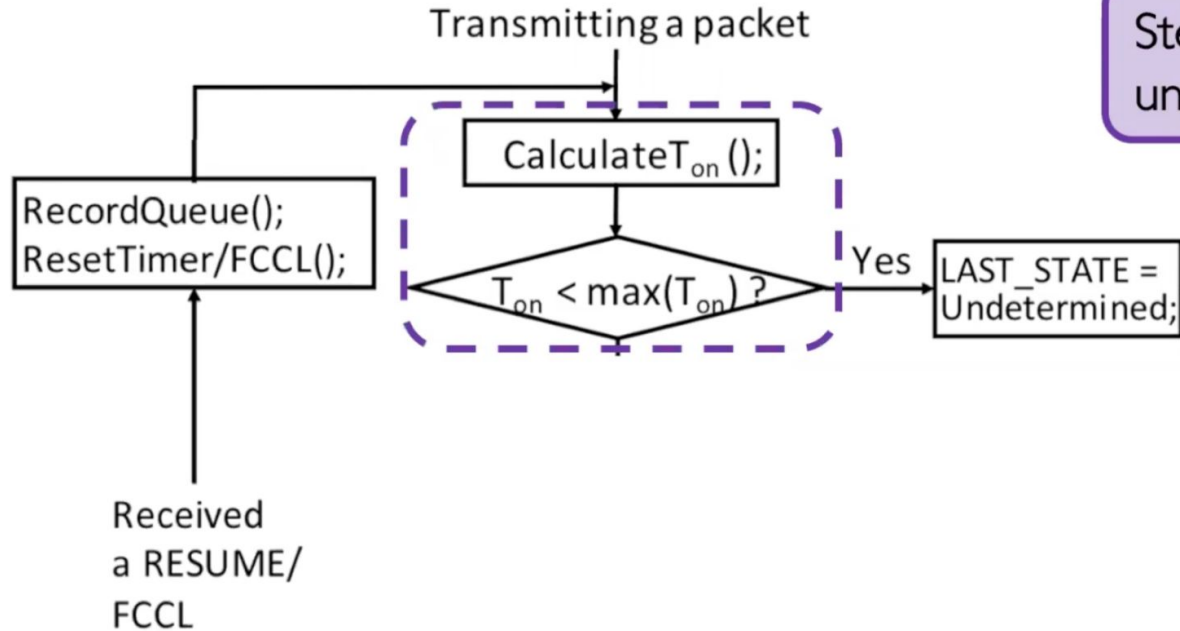 Transmitting a packet
CalculateTon ();
RecordQueue();
ResetTimer/FCCL();
Ton < max(Ton) ?
Yes
LAST_STATE =
Undetermined;
Received
a RESUME/
FCCL